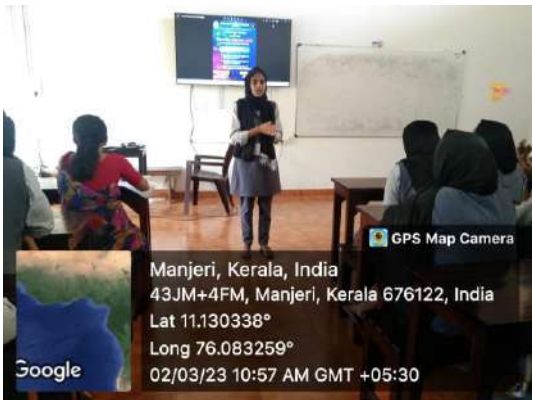 GPS Map Camera
Manjeri, Kerala, India
43JM+4FM, Manjeri, Kerala 676122, India
Lat 11.130338°
Long 76.083259°
02/03/23 10:57 AM GMT +05:30
Google